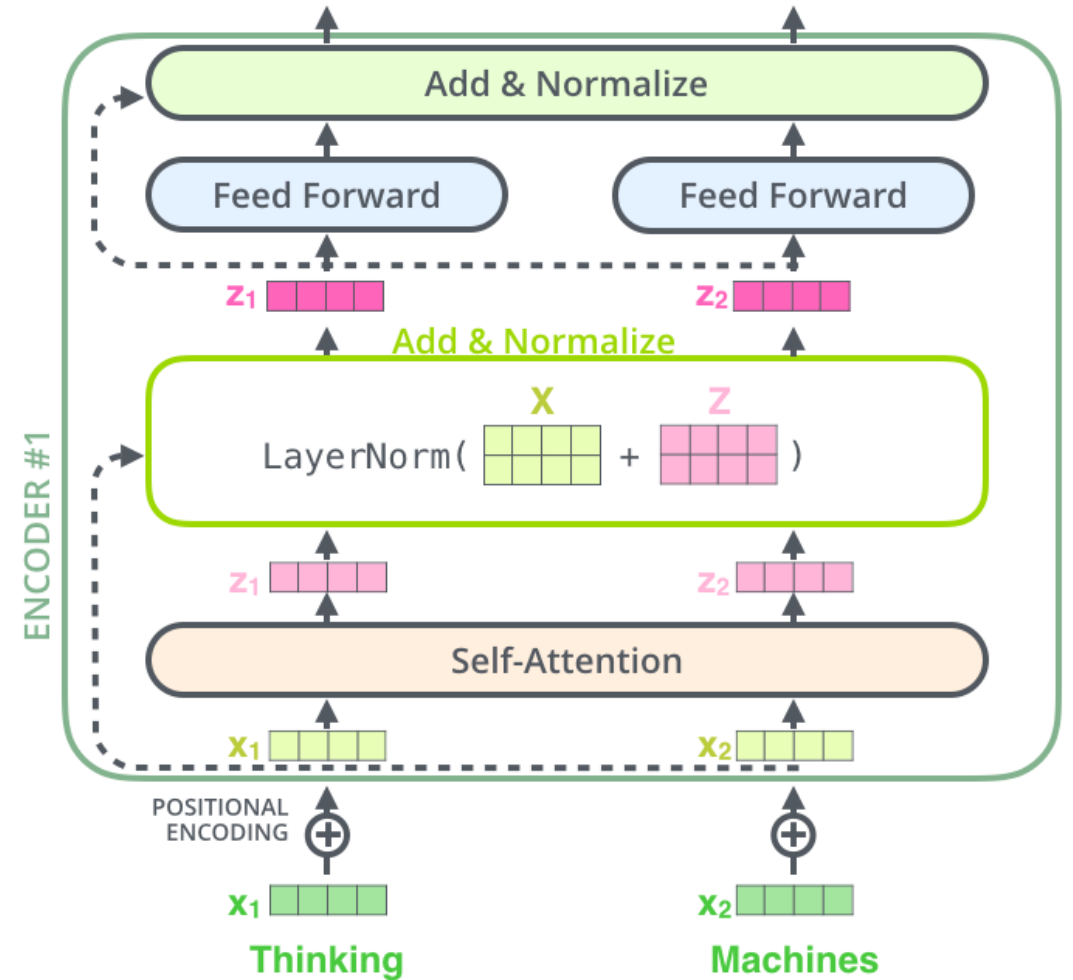 Add & Normalize
Feed Forward Feed Forward
z1 z2
Add & Normalize
X Z
LayerNorm( + )
ENCODER #1
z1 z2
Self-Attention
x1 x2
POSITIONAL
ENCODING
x1 x2
Thinking Machines